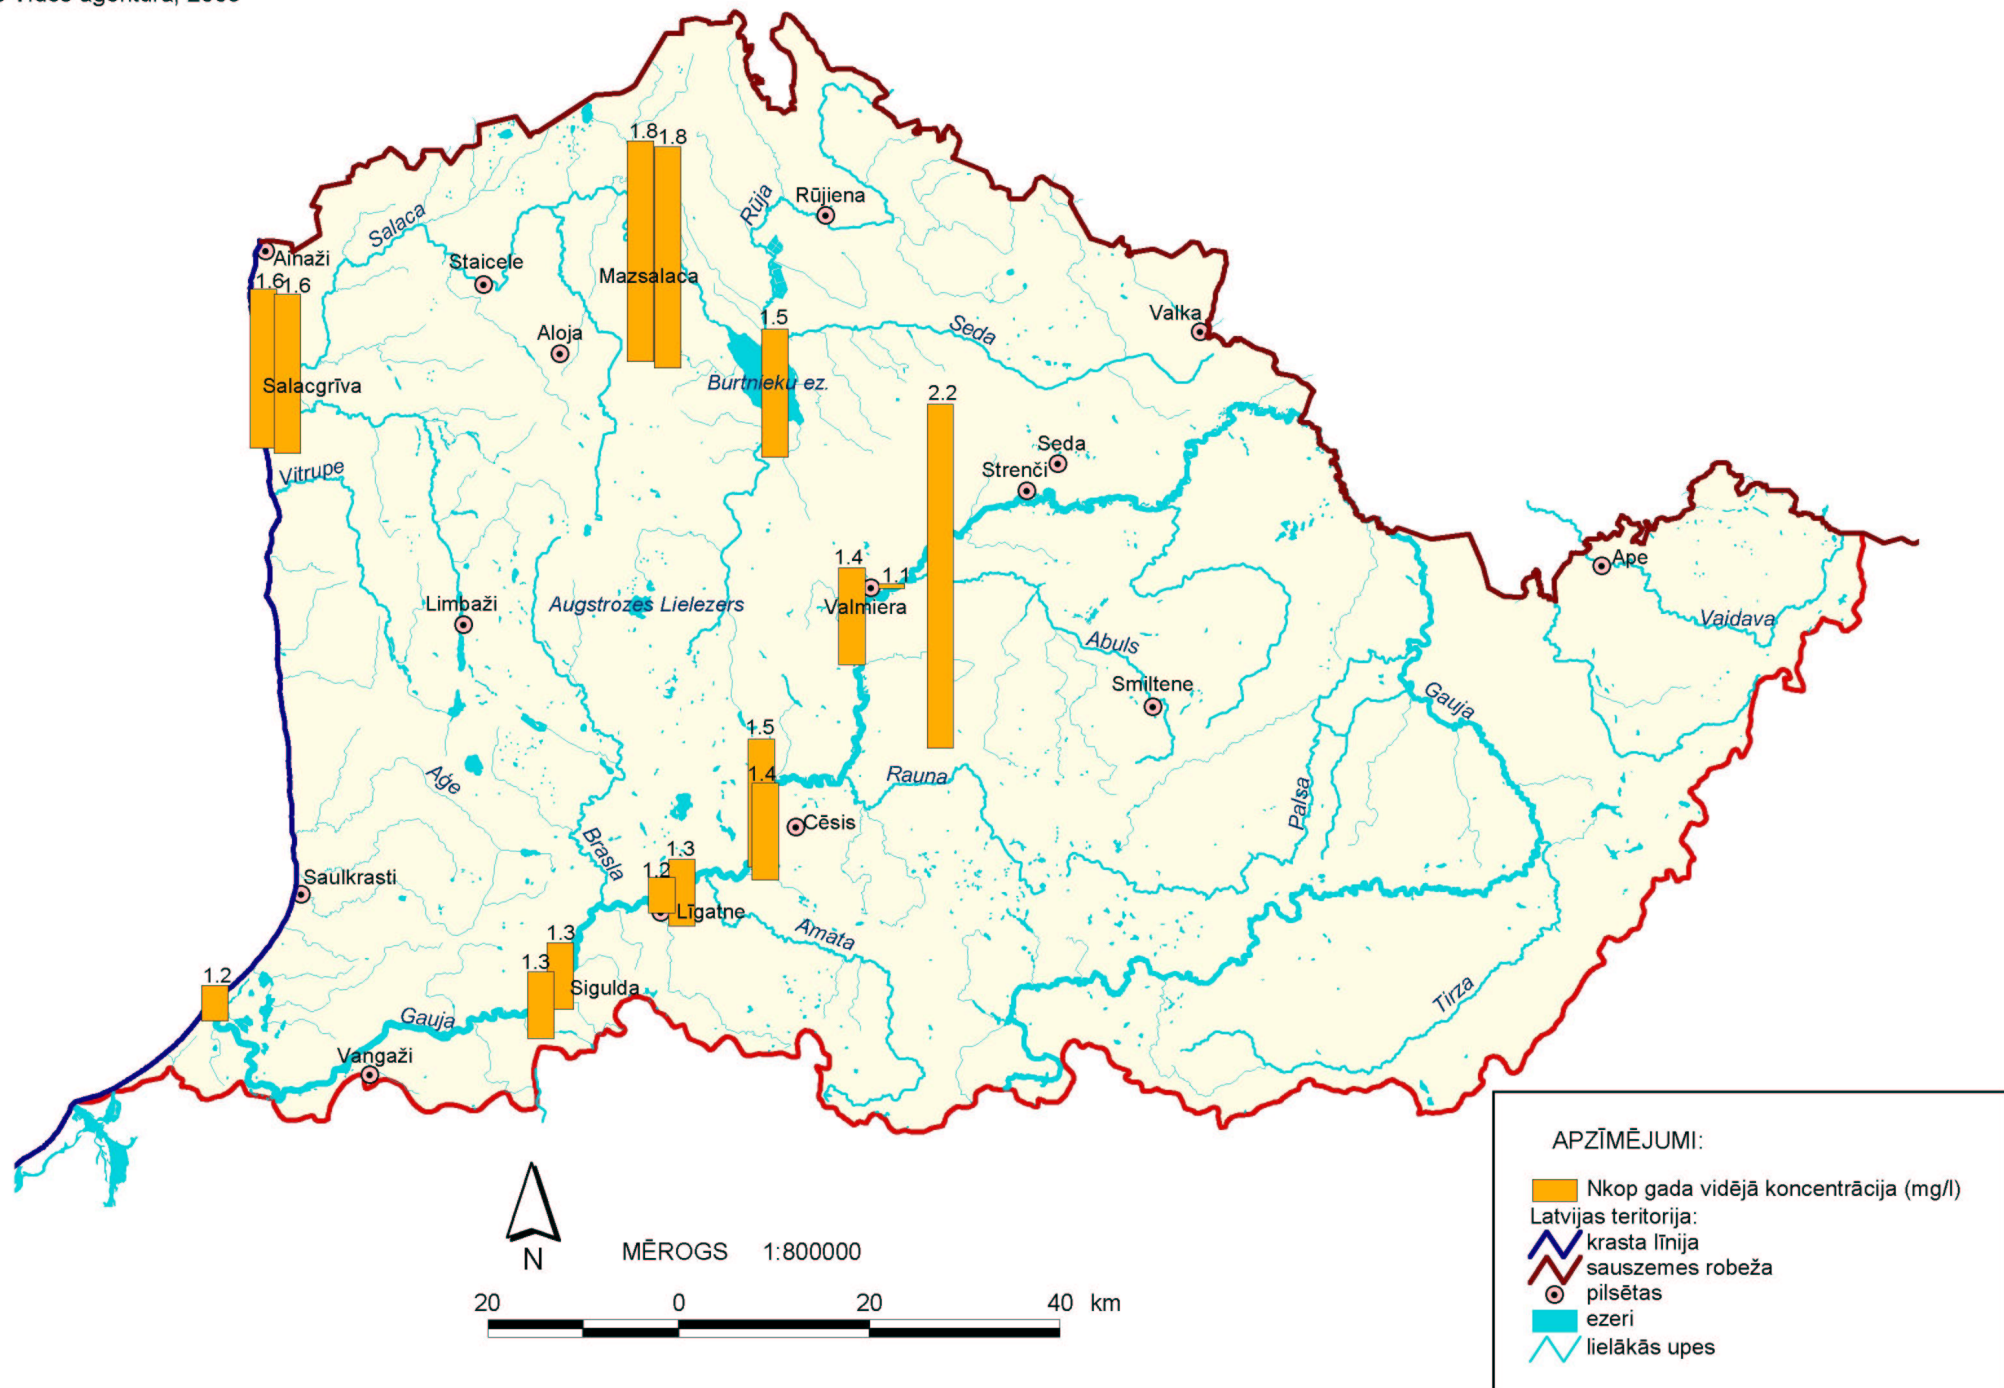 1.8
1.8
Rūja
Rūjiena
Salaca
Ainaži
Staicele
Mazsalaca
1.6
1.6
Aloja
1.5
Seda
Valka
Salacgrīva
Burtnieku ez.
2.2
Vitrupe
Seda
Strenči
1.4
1.1
Ape
Limbaži
Augstrozes Lielezers
Valmiera
Vaidava
Abuls
Smiltene
Gauja
1.5
1.4
Rauna
Aģe
Palsa
Cēsis
Brasla
1.3
1.2
Saulkrasti
Līgatne
Amata
1.3
1.3
1.2
Sigulda
Tirza
Gauja
Vangaži
N
MĒROGS 1:800000
20 0 20 40 km
APZĪMĒJUMI:
Nkop gada vidējā koncentrācija (mg/l)
Latvijas teritorija:
krasta līnija
sauszemes robeža
pilsētas
ezeri
lielākās upes